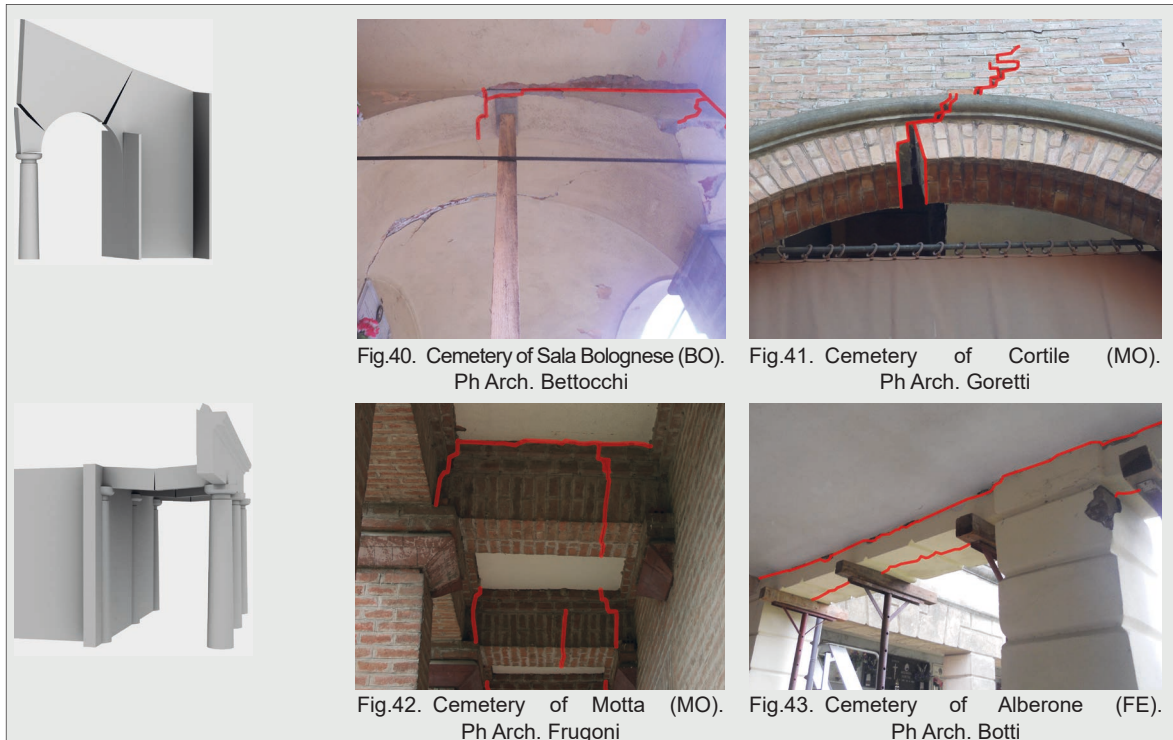 Fig.40. Cemetery of Sala Bolognese (BO).
Ph Arch. Bettocchi
Fig.41. Cemetery of Cortile (MO).
Ph Arch. Goretti
Fig.42. Cemetery of Motta (MO).
Ph Arch. Frugoni
Fig.43. Cemetery of Alberone (FE).
Ph Arch. Botti